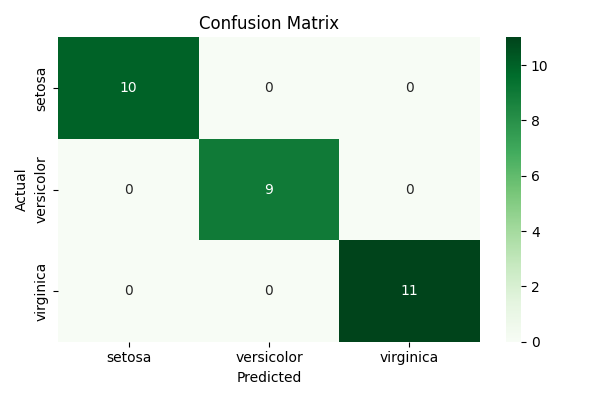 Confusion Matrix
Actual
setosa
versicolor
virginica
10 0 0
0 9 0
0 0 11
setosa versicolor virginica
Predicted
10
8
6
4
2
0